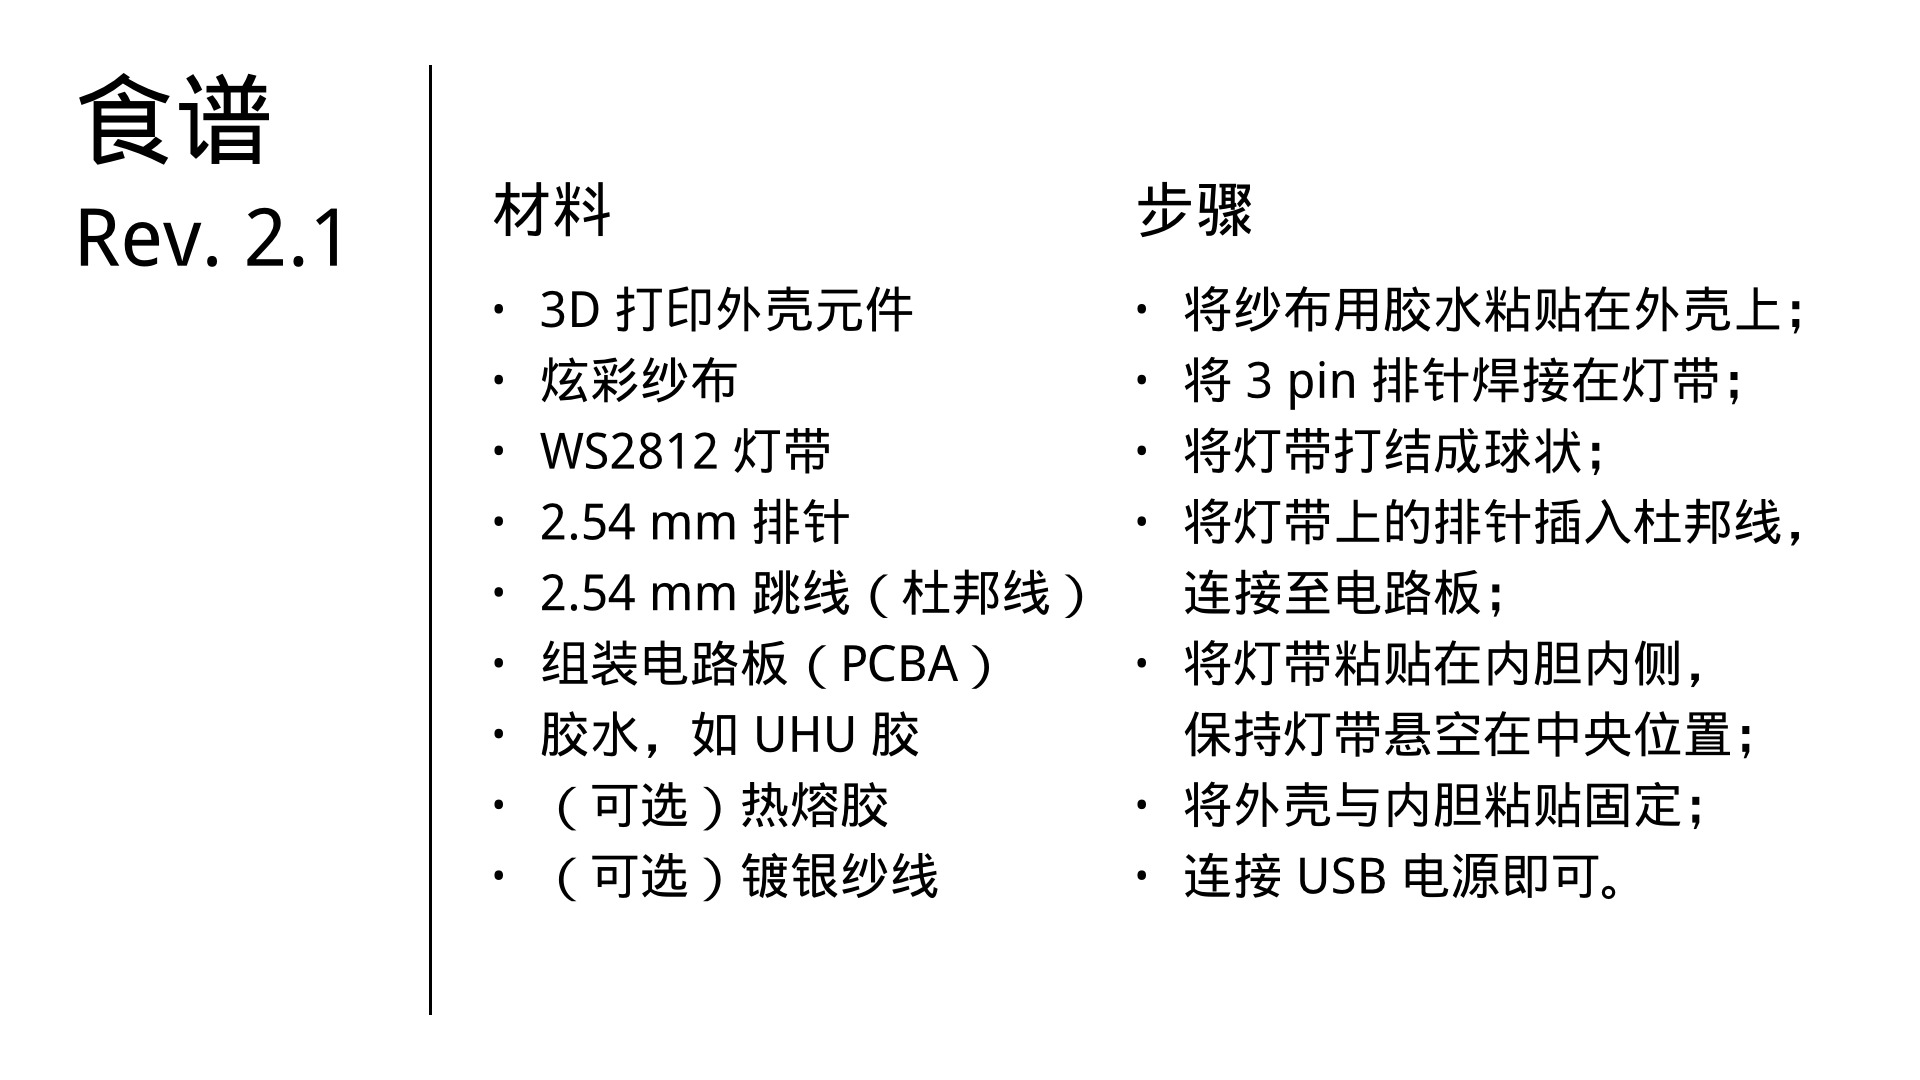 食谱
Rev. 2.1
材料
• 3D 打印外壳元件
• 炫彩纱布
• WS2812 灯带
• 2.54 mm 排针
• 2.54 mm 跳线（杜邦线）
• 组装电路板（PCBA）
• 胶水，如 UHU 胶
• （可选）热熔胶
• （可选）镀银纱线
步骤
• 将纱布用胶水粘贴在外壳上；
• 将 3 pin 排针焊接在灯带；
• 将灯带打结成球状；
• 将灯带上的排针插入杜邦线，
连接至电路板；
• 将灯带粘贴在内胆内侧，
保持灯带悬空在中央位置；
• 将外壳与内胆粘贴固定；
• 连接 USB 电源即可。